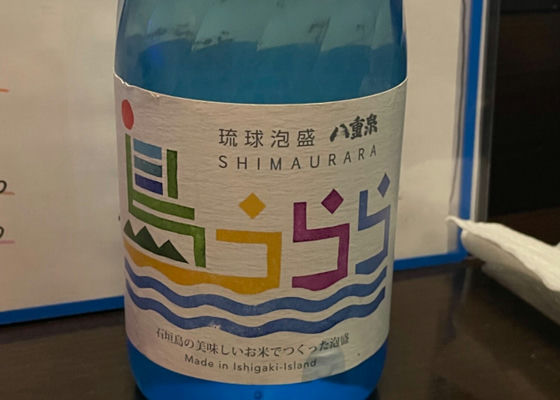 琉球泡盛 八重泉
SHIMAURARA
島うらら
石垣島の美味しいお米でつくった泡盛
Made in Ishigaki-Island